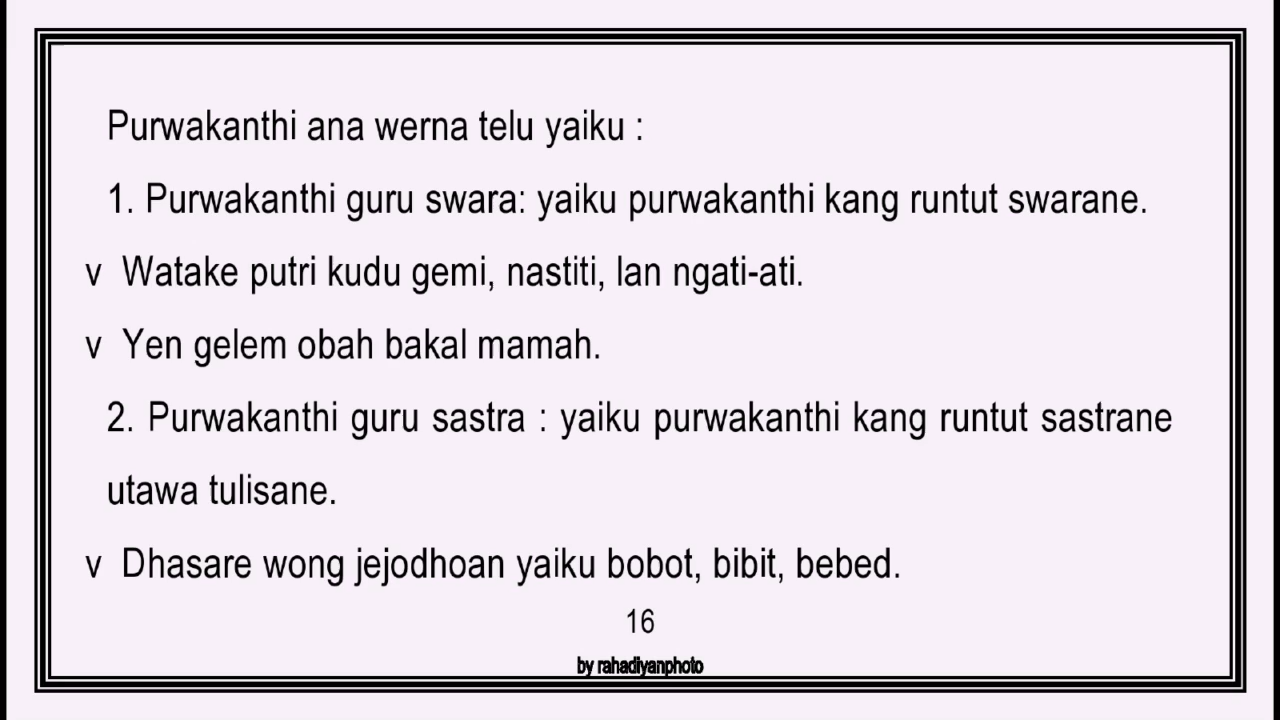 Purwakanthi ana werna telu yaiku :
1. Purwakanthi guru swara: yaiku purwakanthi kang runtut swarane.
v Watake putri kudu gemi, nastiti, lan ngati-ati.
v Yen gelem obah bakal mamah.
2. Purwakanthi guru sastra : yaiku purwakanthi kang runtut sastrane
utawa tulisane.
v Dhasare wong jejodhoan yaiku bobot, bibit, bebed.
16
by rahadiyanphoto